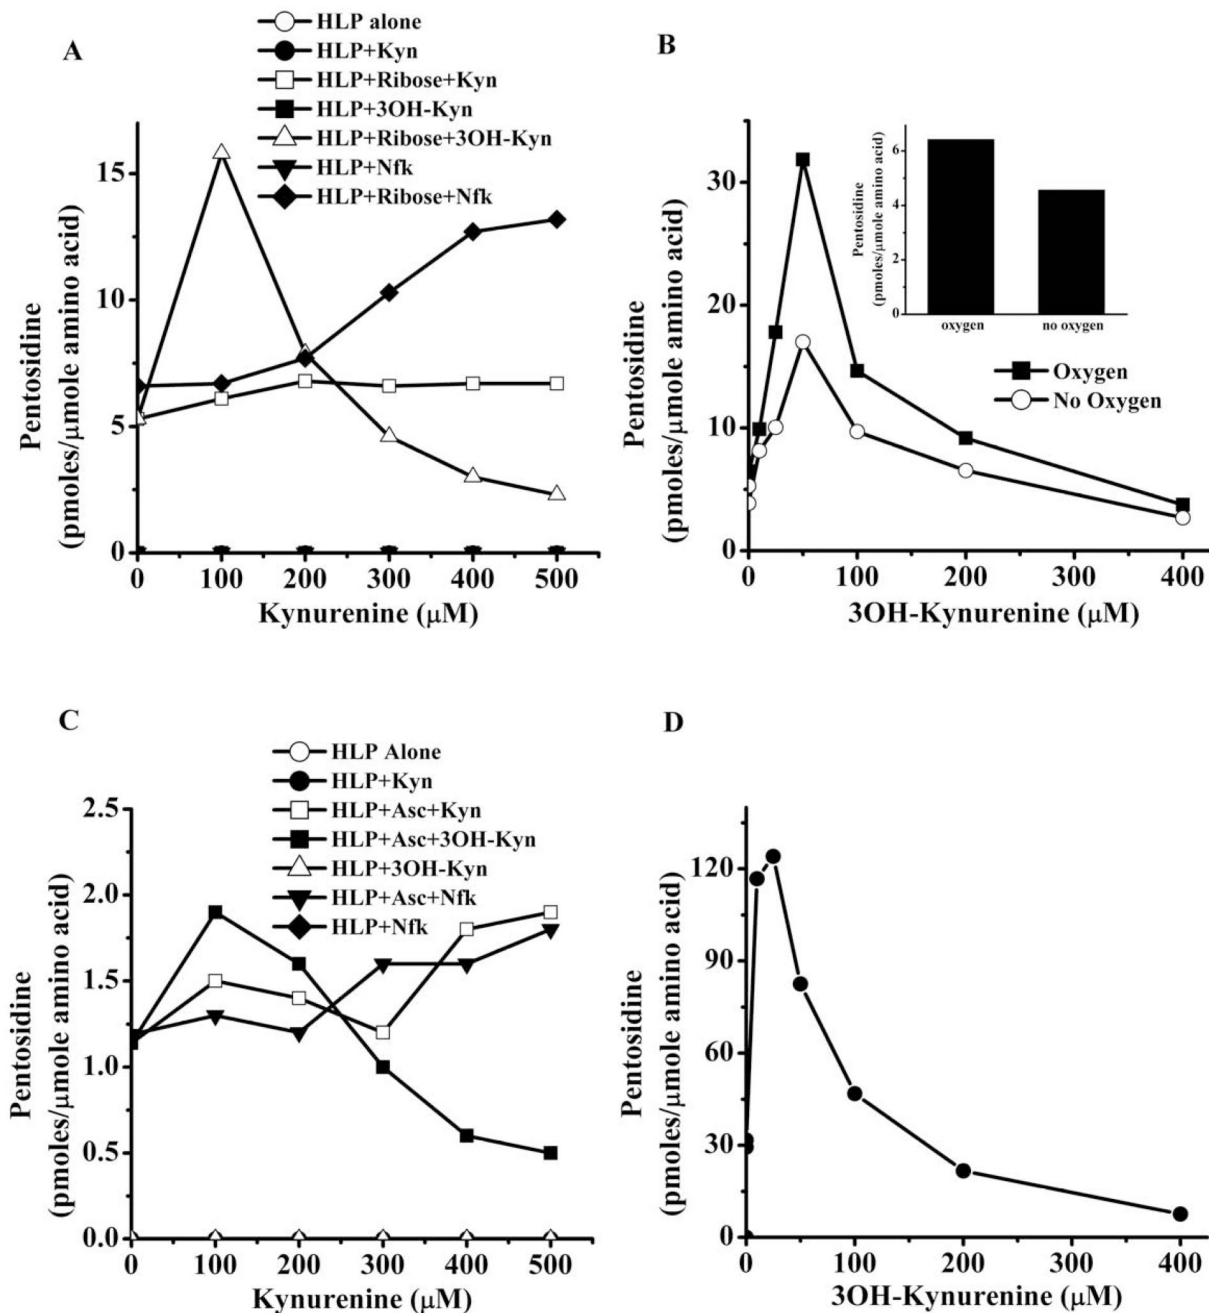 A
HLP alone
HLP+Kyn
HLP+Ribose+Kyn
HLP+3OH-Kyn
HLP+Ribose+3OH-Kyn
HLP+Nfk
HLP+Ribose+Nfk
15
10
5
0
Pentosidine
(pmoles/μmole amino acid)
0 100 200 300 400 500
Kynurenine (μM)
B
30
20
10
0
Pentosidine
(pmoles/μmole amino acid)
6
4
2
0
Pentosidine
(pmoles/μmole amino acid)
oxygen no oxygen
Oxygen
No Oxygen
0 100 200 300 400
3OH-Kynurenine (μM)
C
HLP Alone
HLP+Kyn
HLP+Asc+Kyn
HLP+Asc+3OH-Kyn
HLP+3OH-Kyn
HLP+Asc+Nfk
HLP+Nfk
2.5
2.0
1.5
1.0
0.5
0.0
Pentosidine
(pmoles/μmole amino acid)
0 100 200 300 400 500
Kynurenine (μM)
D
120
90
60
30
0
Pentosidine
(pmoles/μmole amino acid)
0 100 200 300 400
3OH-Kynurenine (μM)